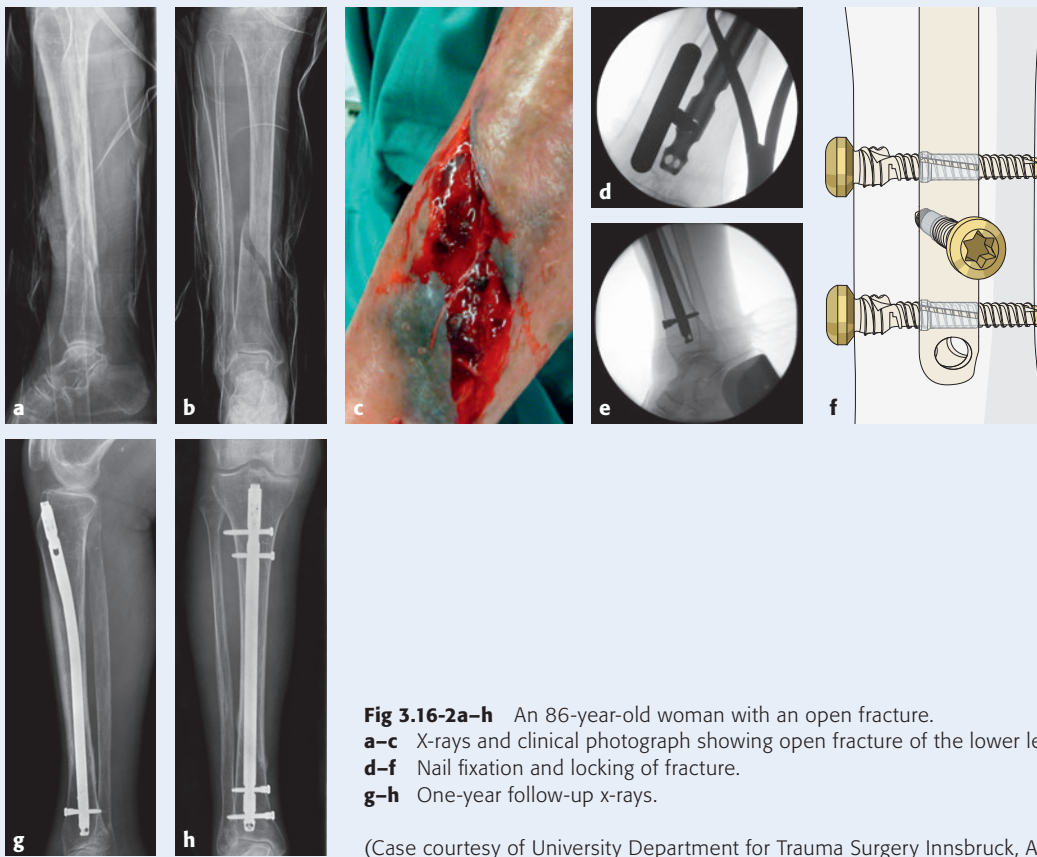 a
b
c
d
e
f
g
h
Fig 3.16-2a–h An 86-year-old woman with an open fracture.
a–c X-rays and clinical photograph showing open fracture of the lower
d–f Nail fixation and locking of fracture.
g–h One-year follow-up x-rays.
(Case courtesy of University Department for Trauma Surgery Innsbruck,